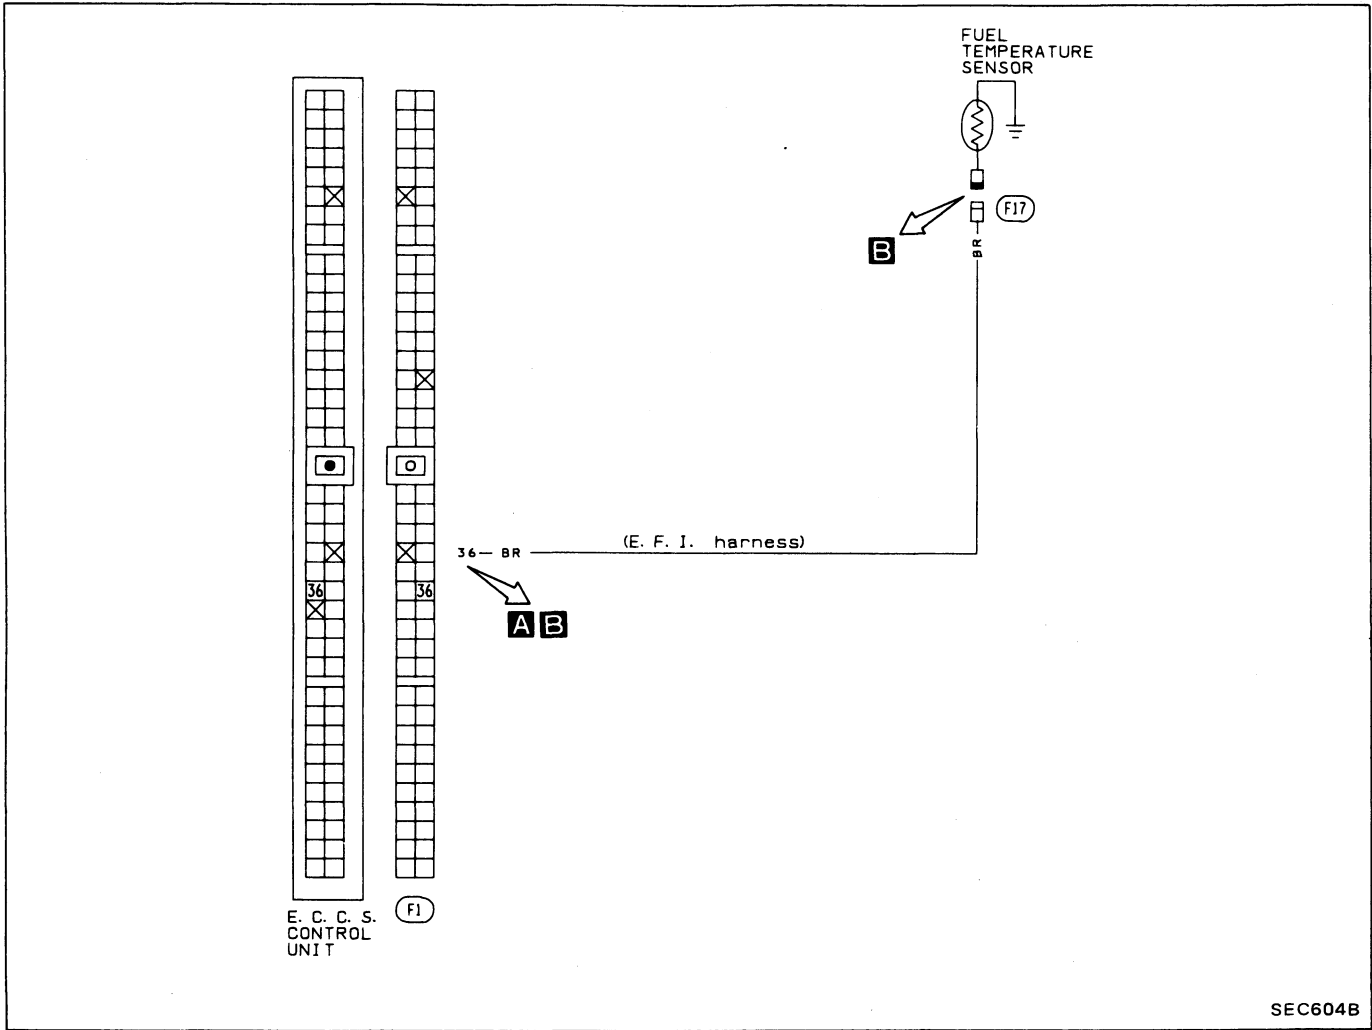 FUEL
TEMPERATURE
SENSOR
F17
B
BR
36— BR
(E. F. I. harness)
36
36
A B
E. C. C. S.
CONTROL
UNIT
F1
SEC604B